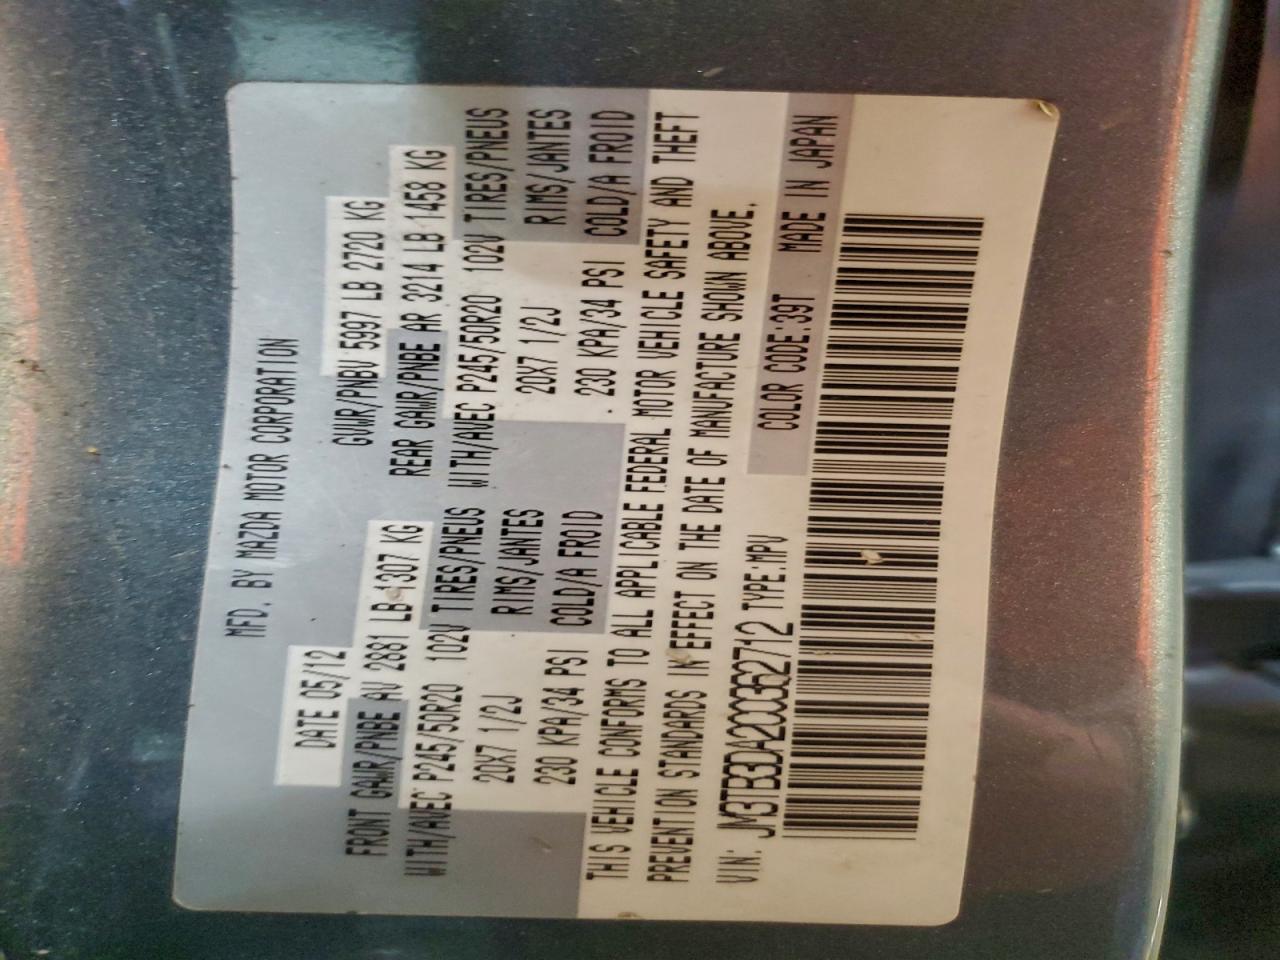 MFD. BY MAZDA MOTOR CORPORATION
DATE 05/12 GVWR/PNBV 5997 LB 2720 KG
FRONT GAWR/PNBE AV 2881 LB 1307 KG REAR GAWR/PNBE AR 3214 LB 1458 KG
WITH/AVEC P245/50R20 102V TIRES/PNEUS WITH/AVEC P245/50R20 102V TIRES/PNEUS
20X7 1/2J RIMS/JANTES 20X7 1/2J RIMS/JANTES
230 KPA/34 PSI COLD/A FROID 230 KPA/34 PSI COLD/A FROID
THIS VEHICLE CONFORMS TO ALL APPLICABLE FEDERAL MOTOR VEHICLE SAFETY AND THEFT
PREVENTION STANDARDS IN EFFECT ON THE DATE OF MANUFACTURE SHOWN ABOVE.
VIN: JM3TB3DA2C0362712 TYPE:MPV COLOR CODE:39T MADE IN JAPAN